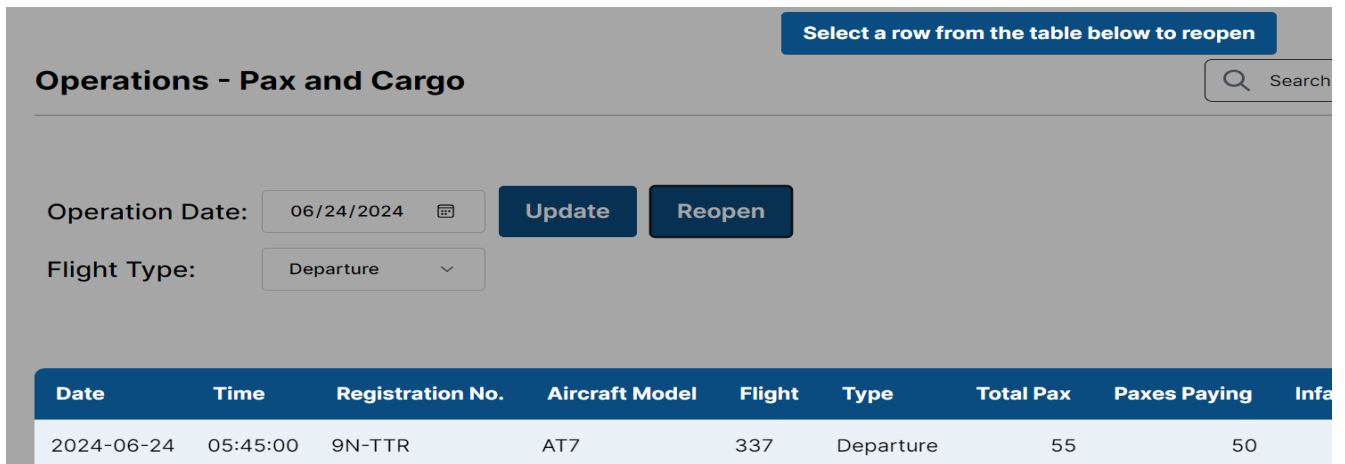 Select a row from the table below to reopen
Operations - Pax and Cargo
Search
Operation Date: 06/24/2024 Update Reopen
Flight Type: Departure
Date Time Registration No. Aircraft Model Flight Type Total Pax Paxes Paying Infa
2024-06-24 05:45:00 9N-TTR AT7 337 Departure 55 50